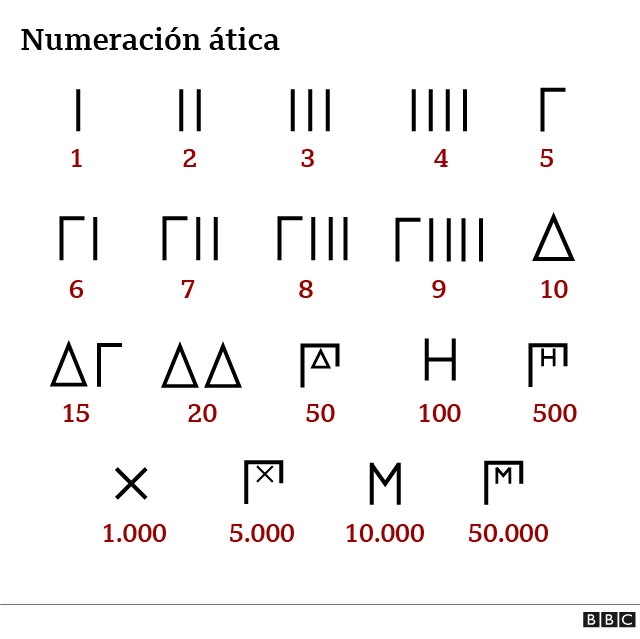 Numeración ática
I II III IIII Γ
1 2 3 4 5
ΓI ΓII ΓIII ΓIIII Δ
6 7 8 9 10
ΔΓ ΔΔ 𐅄 Η 𐅅
15 20 50 100 500
Χ 𐅆 Μ 𐅇
1.000 5.000 10.000 50.000
BBC